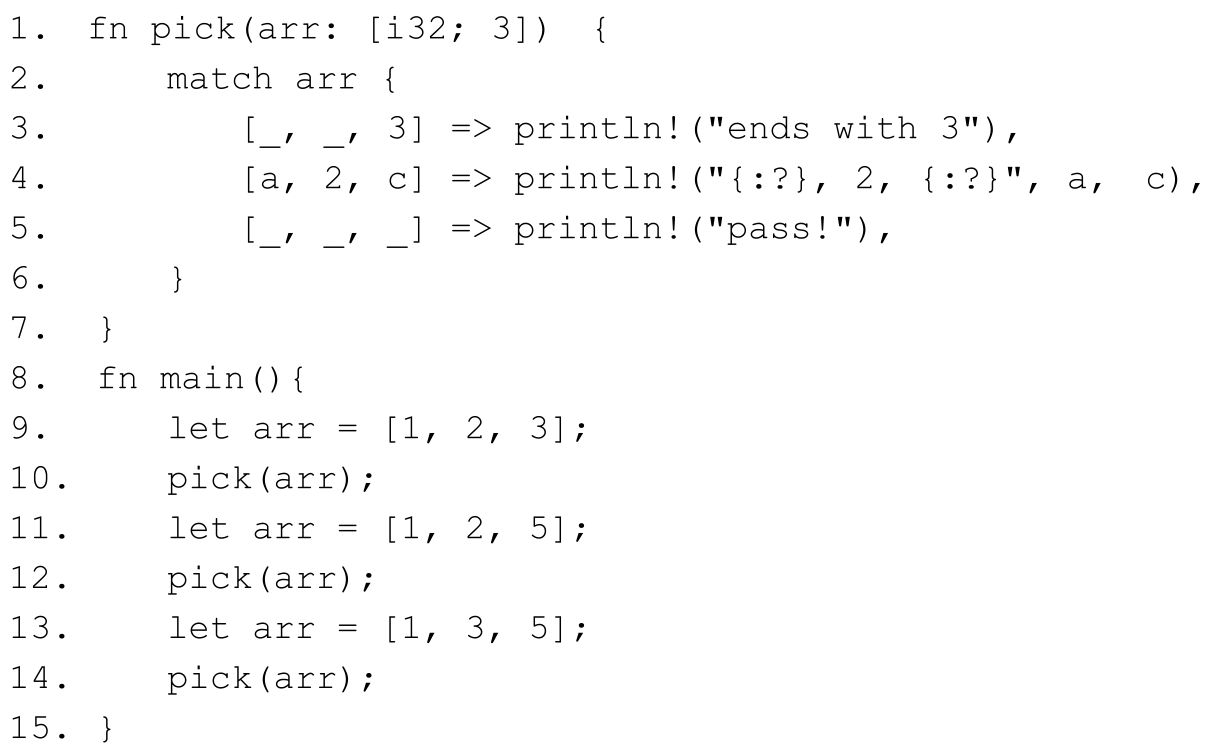 1. fn pick(arr: [i32; 3]) {
2. match arr {
3. [_, _, 3] => println!("ends with 3"),
4. [a, 2, c] => println!("{:?}, 2, {:?}", a, c),
5. [_, _, _] => println!("pass!"),
6. }
7. }
8. fn main(){
9. let arr = [1, 2, 3];
10. pick(arr);
11. let arr = [1, 2, 5];
12. pick(arr);
13. let arr = [1, 3, 5];
14. pick(arr);
15. }